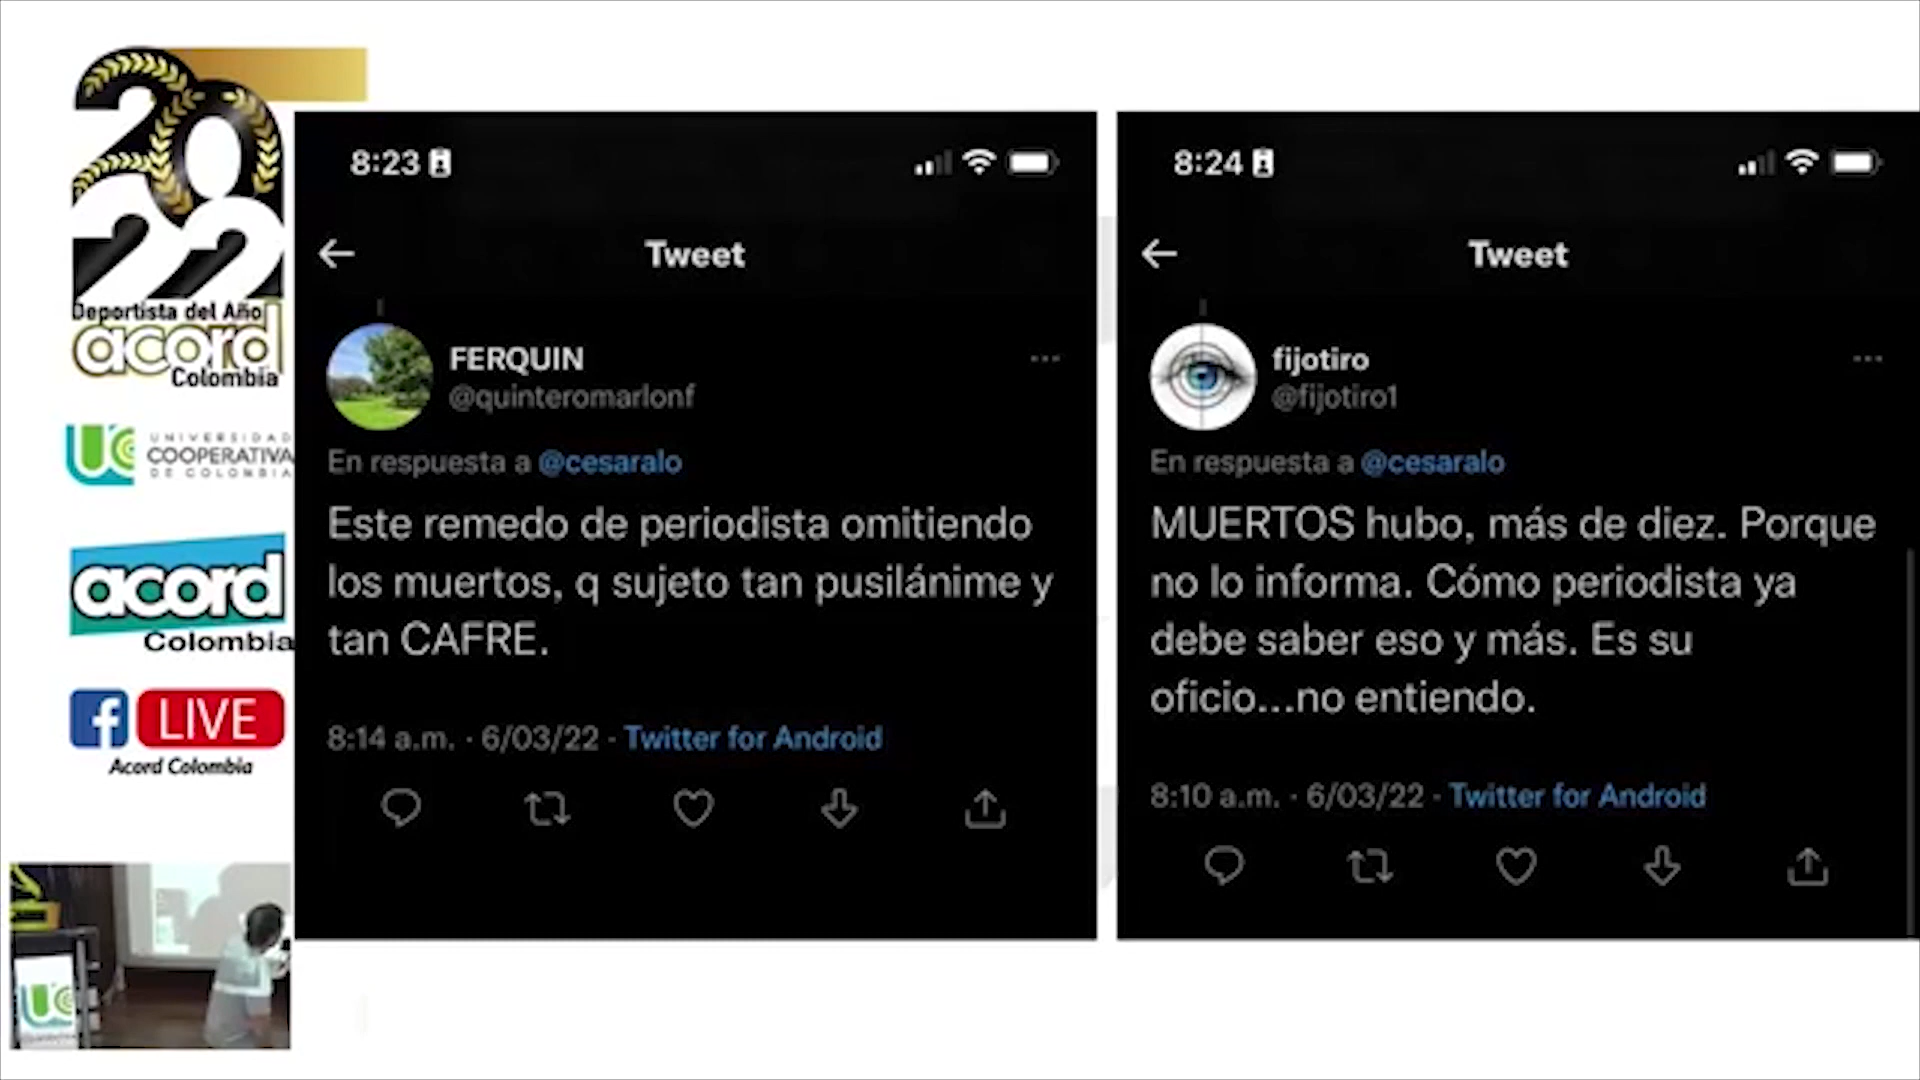 2022
Deportista del Año
acord
Colombia
UNIVERSIDAD
COOPERATIVA
DE COLOMBIA
acord
Colombia
f LIVE
Acord Colombia
UC
8:23
Tweet
FERQUIN
@quinteromarlonf
En respuesta a @cesaralo
Este remedo de periodista omitiendo
los muertos, q sujeto tan pusilánime y
tan CAFRE.
8:14 a.m. · 6/03/22 · Twitter for Android
8:24
Tweet
fijotiro
@fijotiro1
En respuesta a @cesaralo
MUERTOS hubo, más de diez. Porque
no lo informa. Cómo periodista ya
debe saber eso y más. Es su
oficio...no entiendo.
8:10 a.m. · 6/03/22 · Twitter for Android